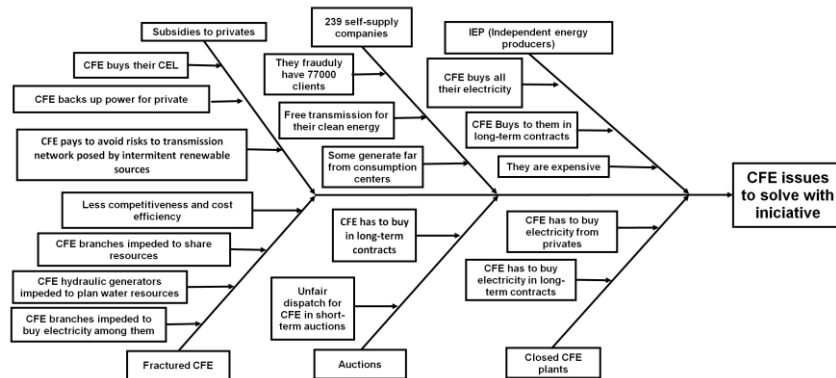 Subsidies to privates
239 self-supply
companies
IEP (Independent energy
producers)
CFE buys their CEL
They frauduly
have 77000
clients
CFE buys all
their electricity
CFE backs up power for private
Free transmission for
their clean energy
CFE Buys to them in
long-term contracts
CFE pays to avoid risks to transmission
network posed by intermitent renewable
sources
Some generate far
from consumption
centers
They are expensive
CFE issues
to solve with
iniciative
Less competitiveness and cost
efficiency
CFE has to buy
in long-term
contracts
CFE has to buy
electricity from
privates
CFE branches impeded to share
resources
CFE hydraulic generators
impeded to plan water resources
Unfair
dispatch for
CFE in short-
term auctions
CFE has to buy
electricity in long-
term contracts
CFE branches impeded to
buy electricity among them
Fractured CFE
Auctions
Closed CFE
plants